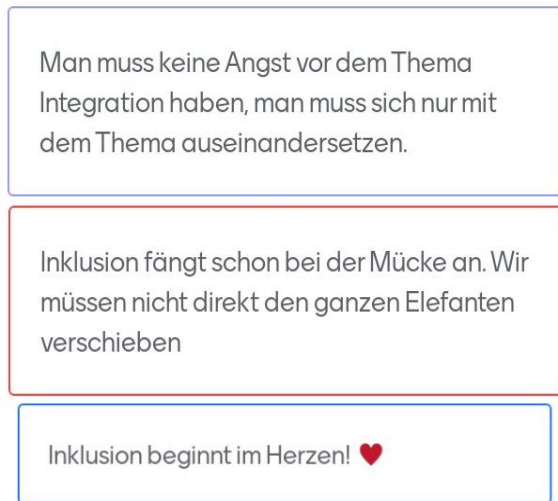 Man muss keine Angst vor dem Thema
Integration haben, man muss sich nur mit
dem Thema auseinandersetzen.
Inklusion fängt schon bei der Mücke an. Wir
müssen nicht direkt den ganzen Elefanten
verschieben
Inklusion beginnt im Herzen! ♥